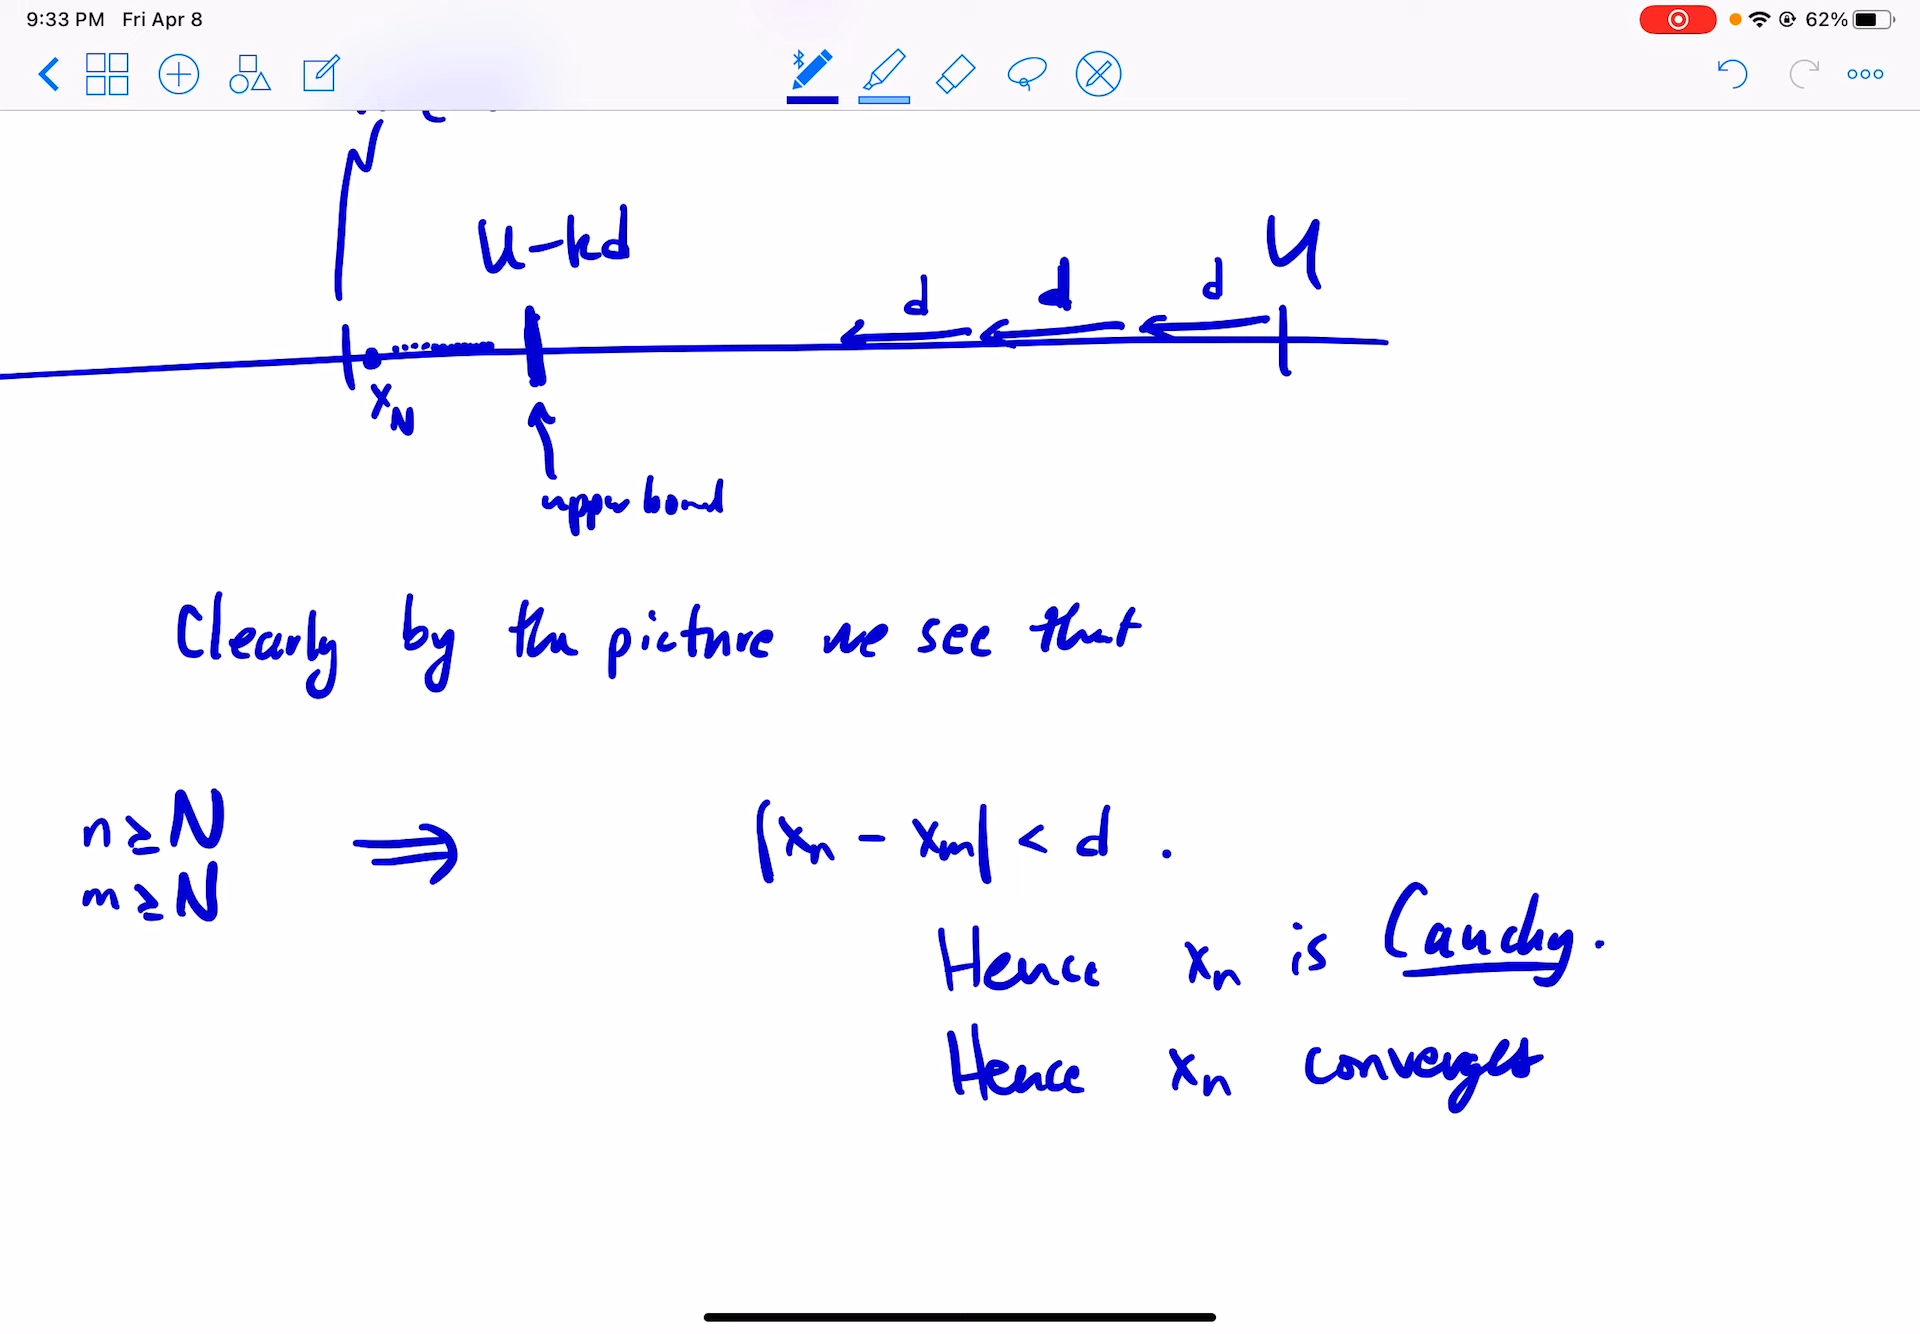 9:33 PM Fri Apr 8
62%
U-kd
d d d U
x_N
upper bound
Clearly by the picture we see that
n ≥ N ⟹ |x_n - x_m| < d .
m ≥ N
Hence x_n is Cauchy.
Hence x_n converges